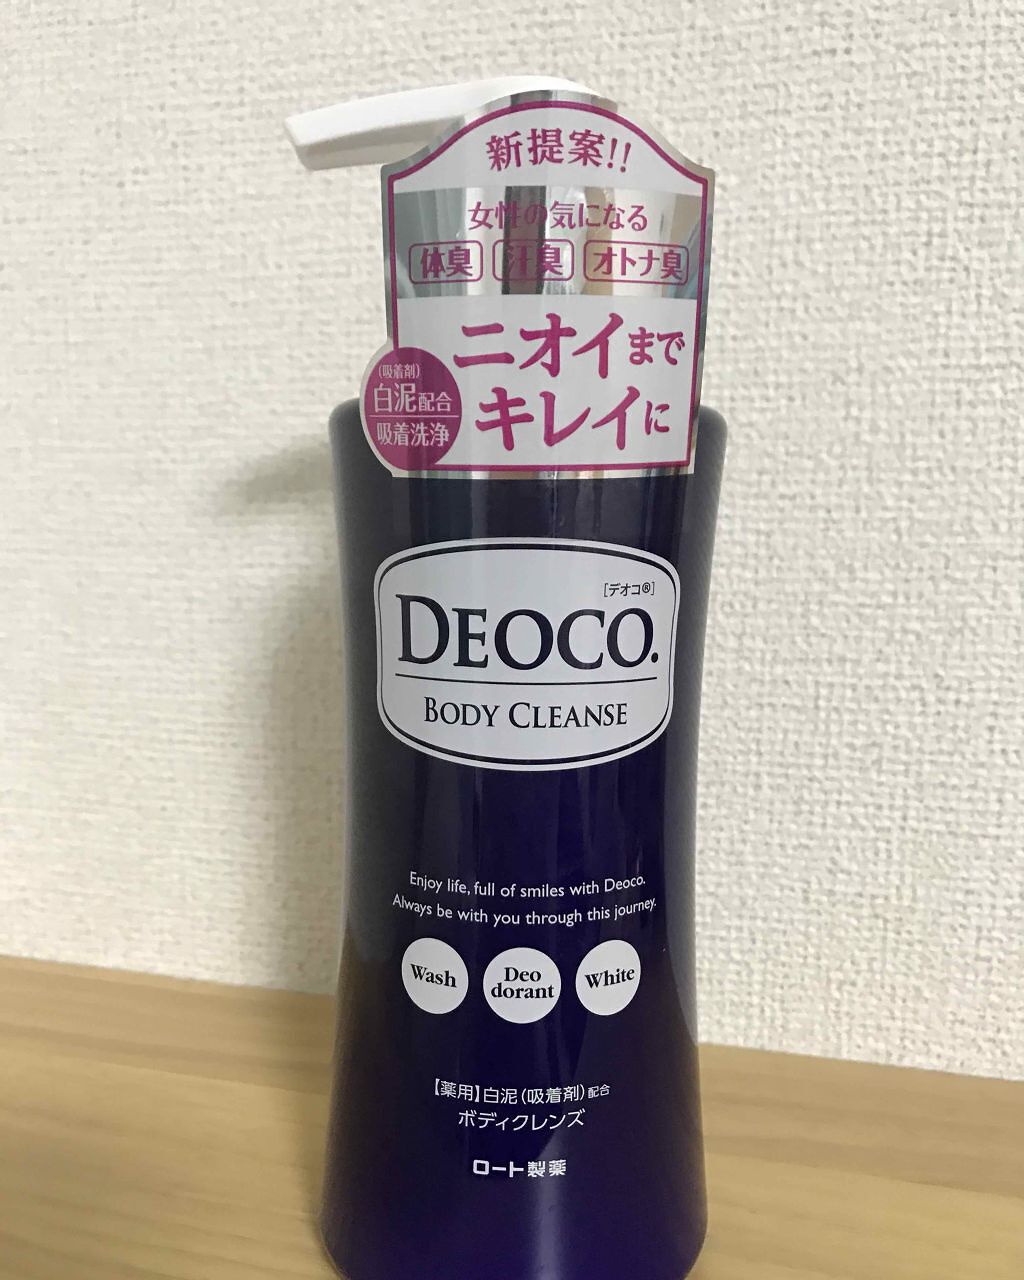 新提案!!
女性の気になる
体臭 汗臭 オトナ臭
ニオイまで
キレイに
(吸着剤)
白泥配合
吸着洗浄
[デオコ®]
DEOCO.
BODY CLEANSE
Enjoy life, full of smiles with Deoco.
Always be with you through this journey.
Wash Deo dorant White
【薬用】白泥(吸着剤)配合
ボディクレンズ
ロート製薬